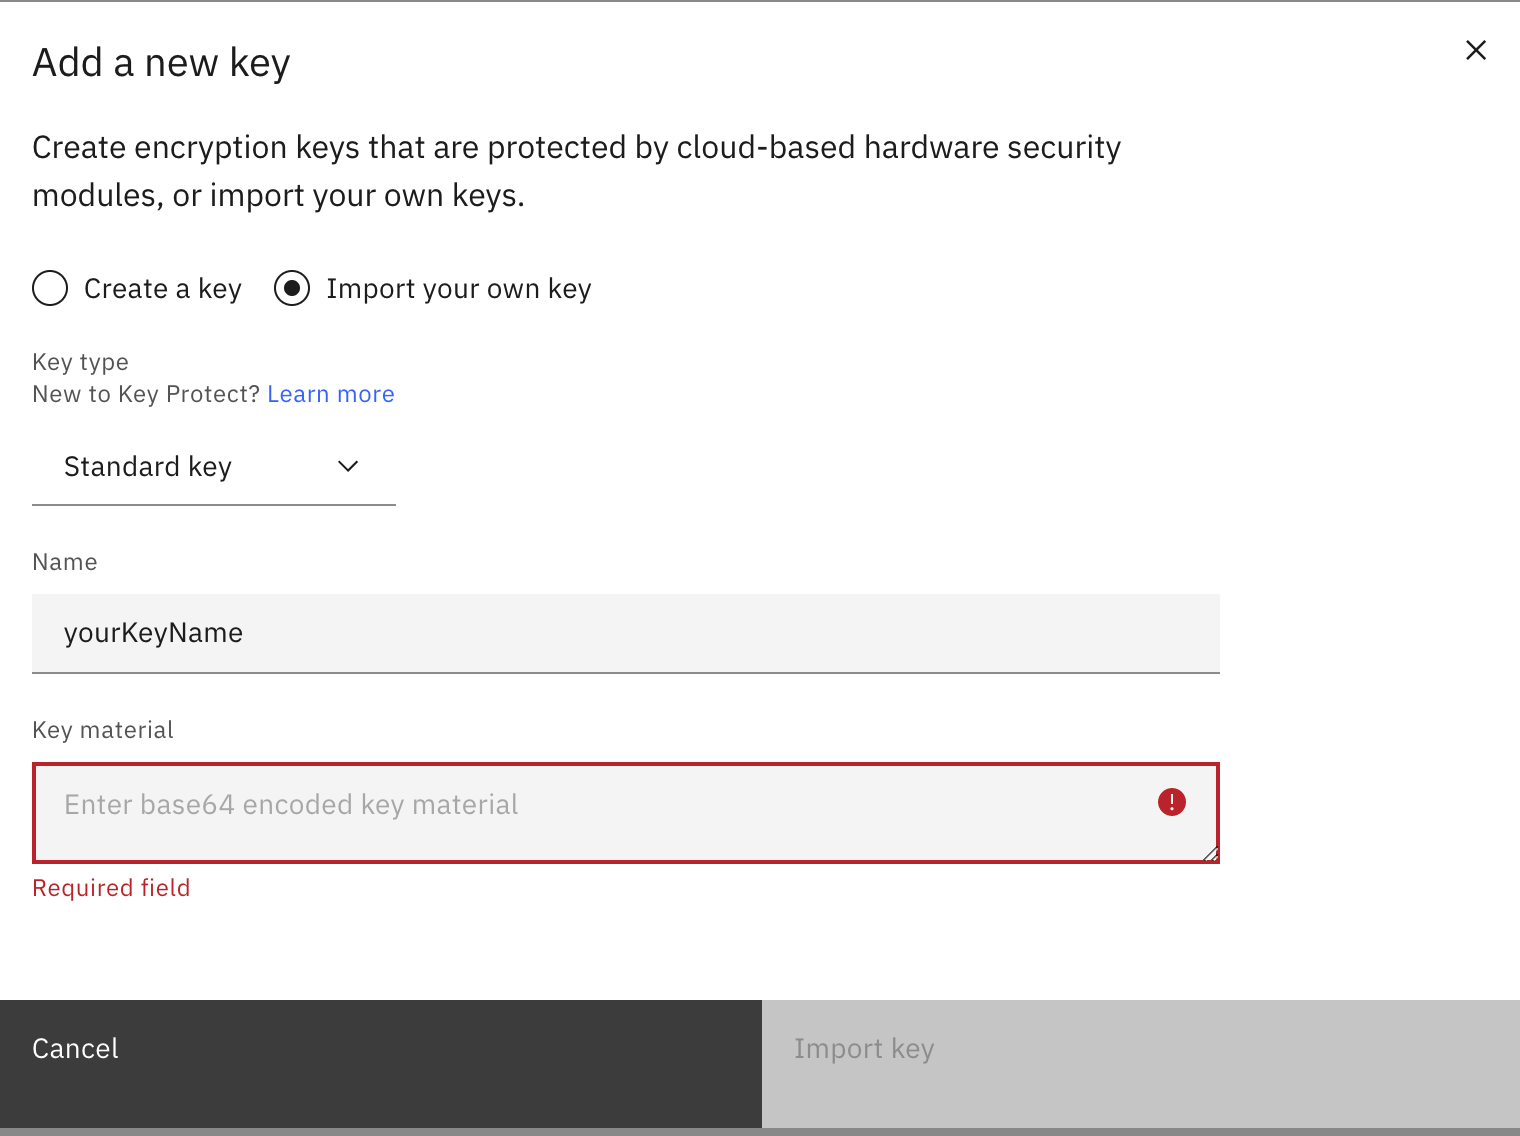 Add a new key
Create encryption keys that are protected by cloud-based hardware security
modules, or import your own keys.
Create a key Import your own key
Key type
New to Key Protect? Learn more
Standard key
Name
yourKeyName
Key material
Enter base64 encoded key material
Required field
Cancel Import key